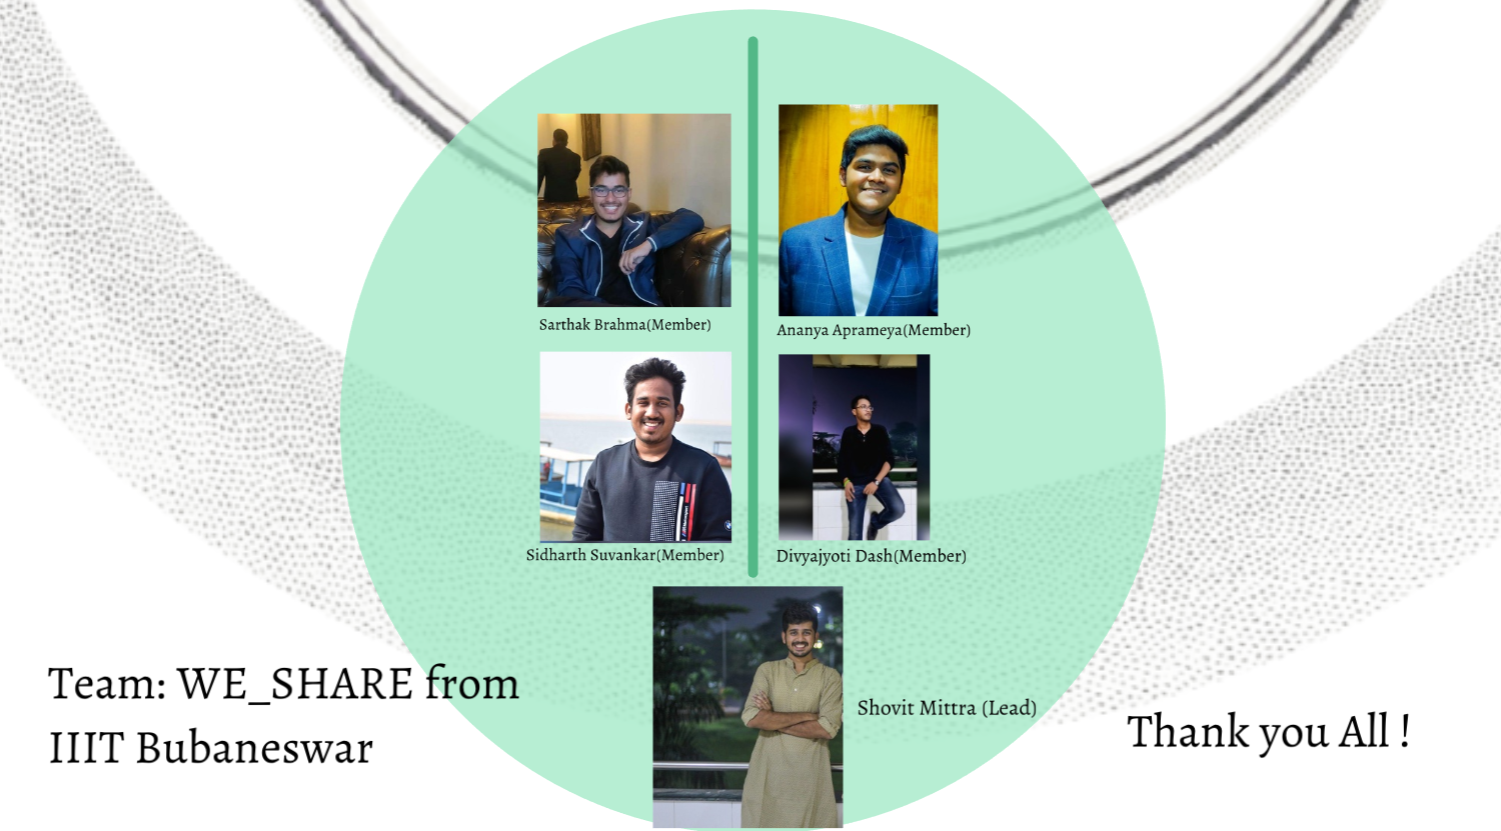 Sarthak Brahma(Member)
Ananya Aprameya(Member)
Sidharth Suvankar(Member)
Divyajyoti Dash(Member)
Shovit Mittra (Lead)
Team: WE_SHARE from
IIIT Bubaneswar
Thank you All !